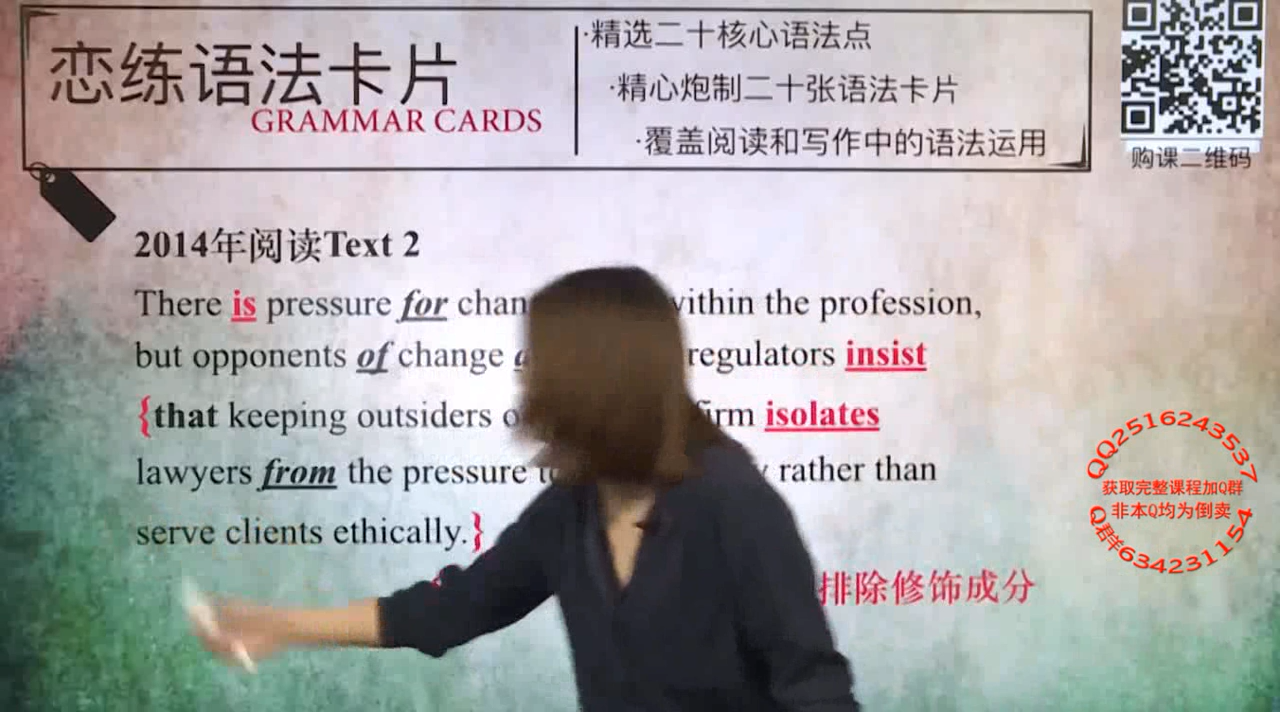 恋练语法卡片
GRAMMAR CARDS
·精选二十核心语法点
·精心炮制二十张语法卡片
·覆盖阅读和写作中的语法运用
购课二维码
2014年阅读Text 2
There is pressure for within the profession,
but opponents of change regulators insist
{that keeping outsiders isolates
lawyers from the pressure rather than
serve clients ethically.}
排除修饰成分
QQ2516243537
获取完整课程加Q群
非本Q均为倒卖
Q群634231154